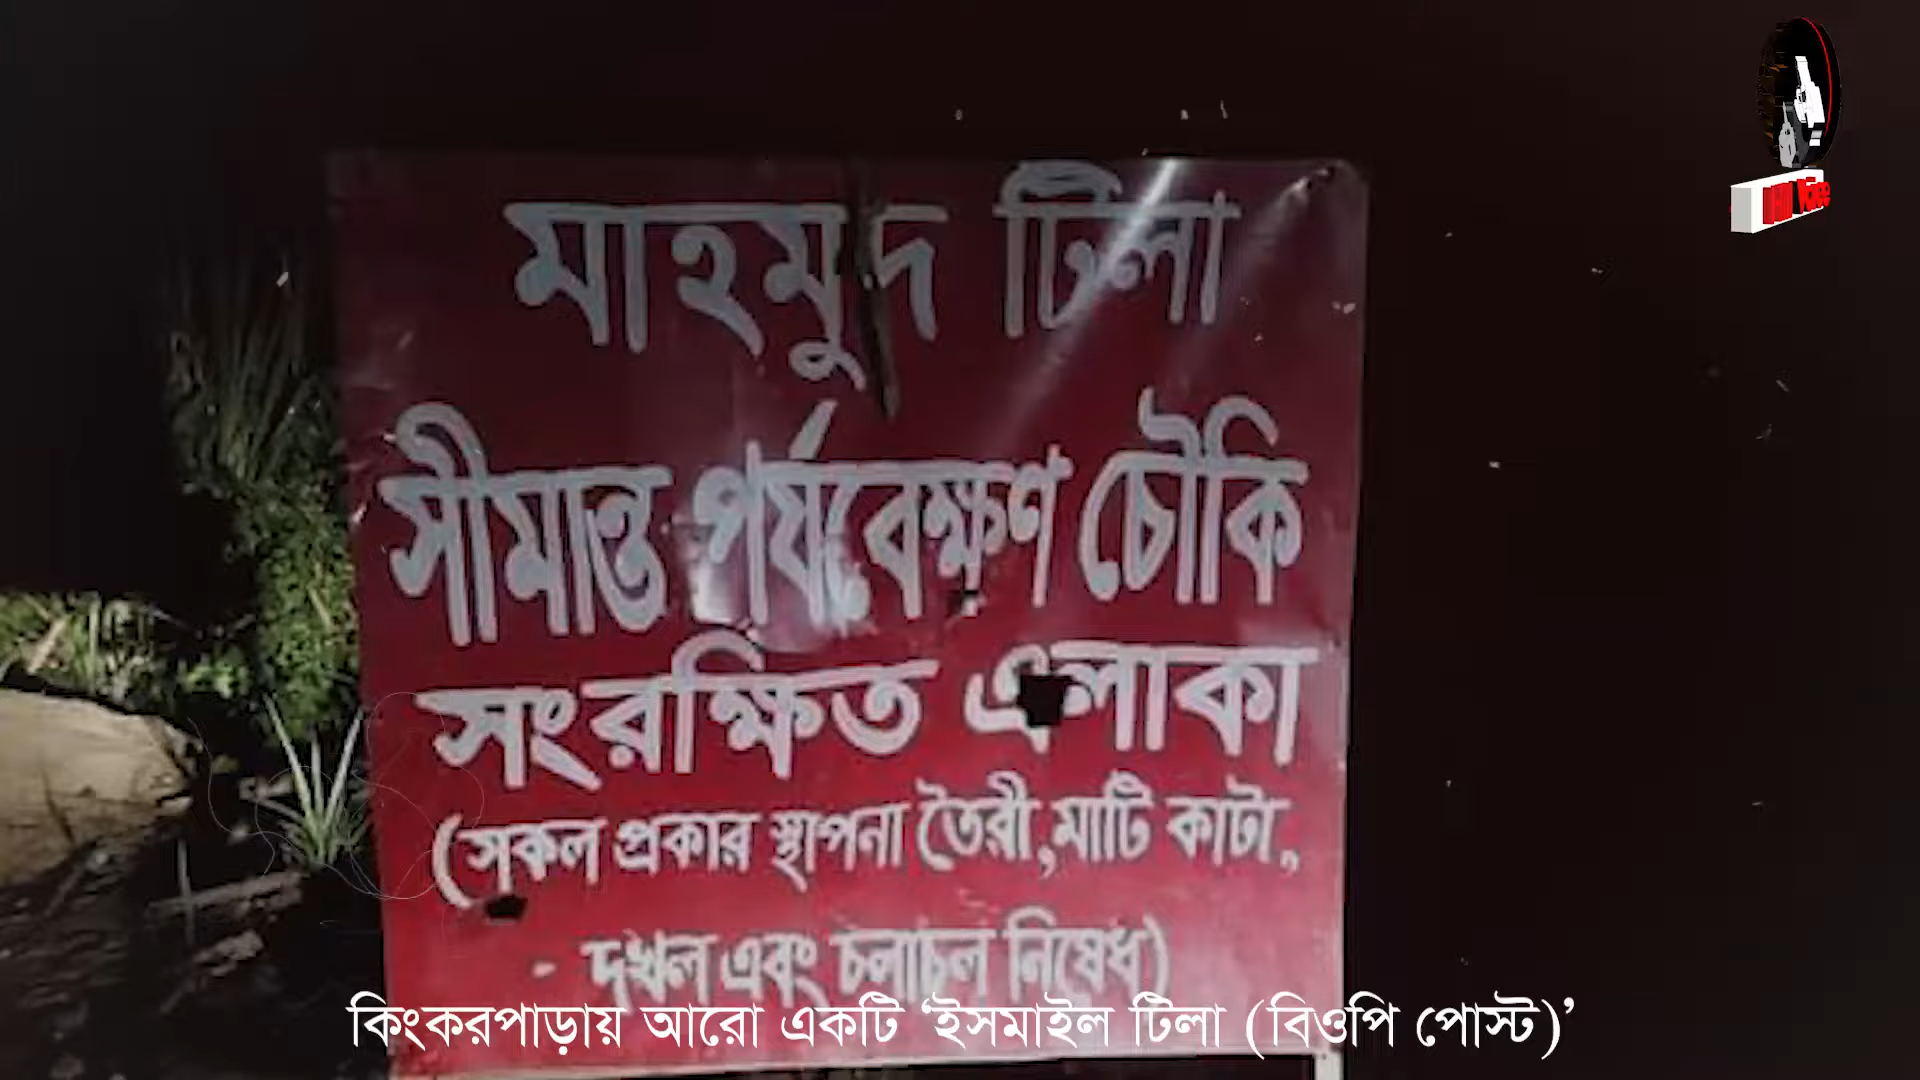 মাহমুদ টিলা
সীমান্ত পর্যবেক্ষণ চৌকি
সংরক্ষিত এলাকা
(সকল প্রকার স্থাপনা তৈরী, মাটি কাটা,
দখল এবং চলাচল নিষেধ)
কিংকরপাড়ায় আরো একটি ‘ইসমাইল টিলা (বিওপি পোস্ট)’